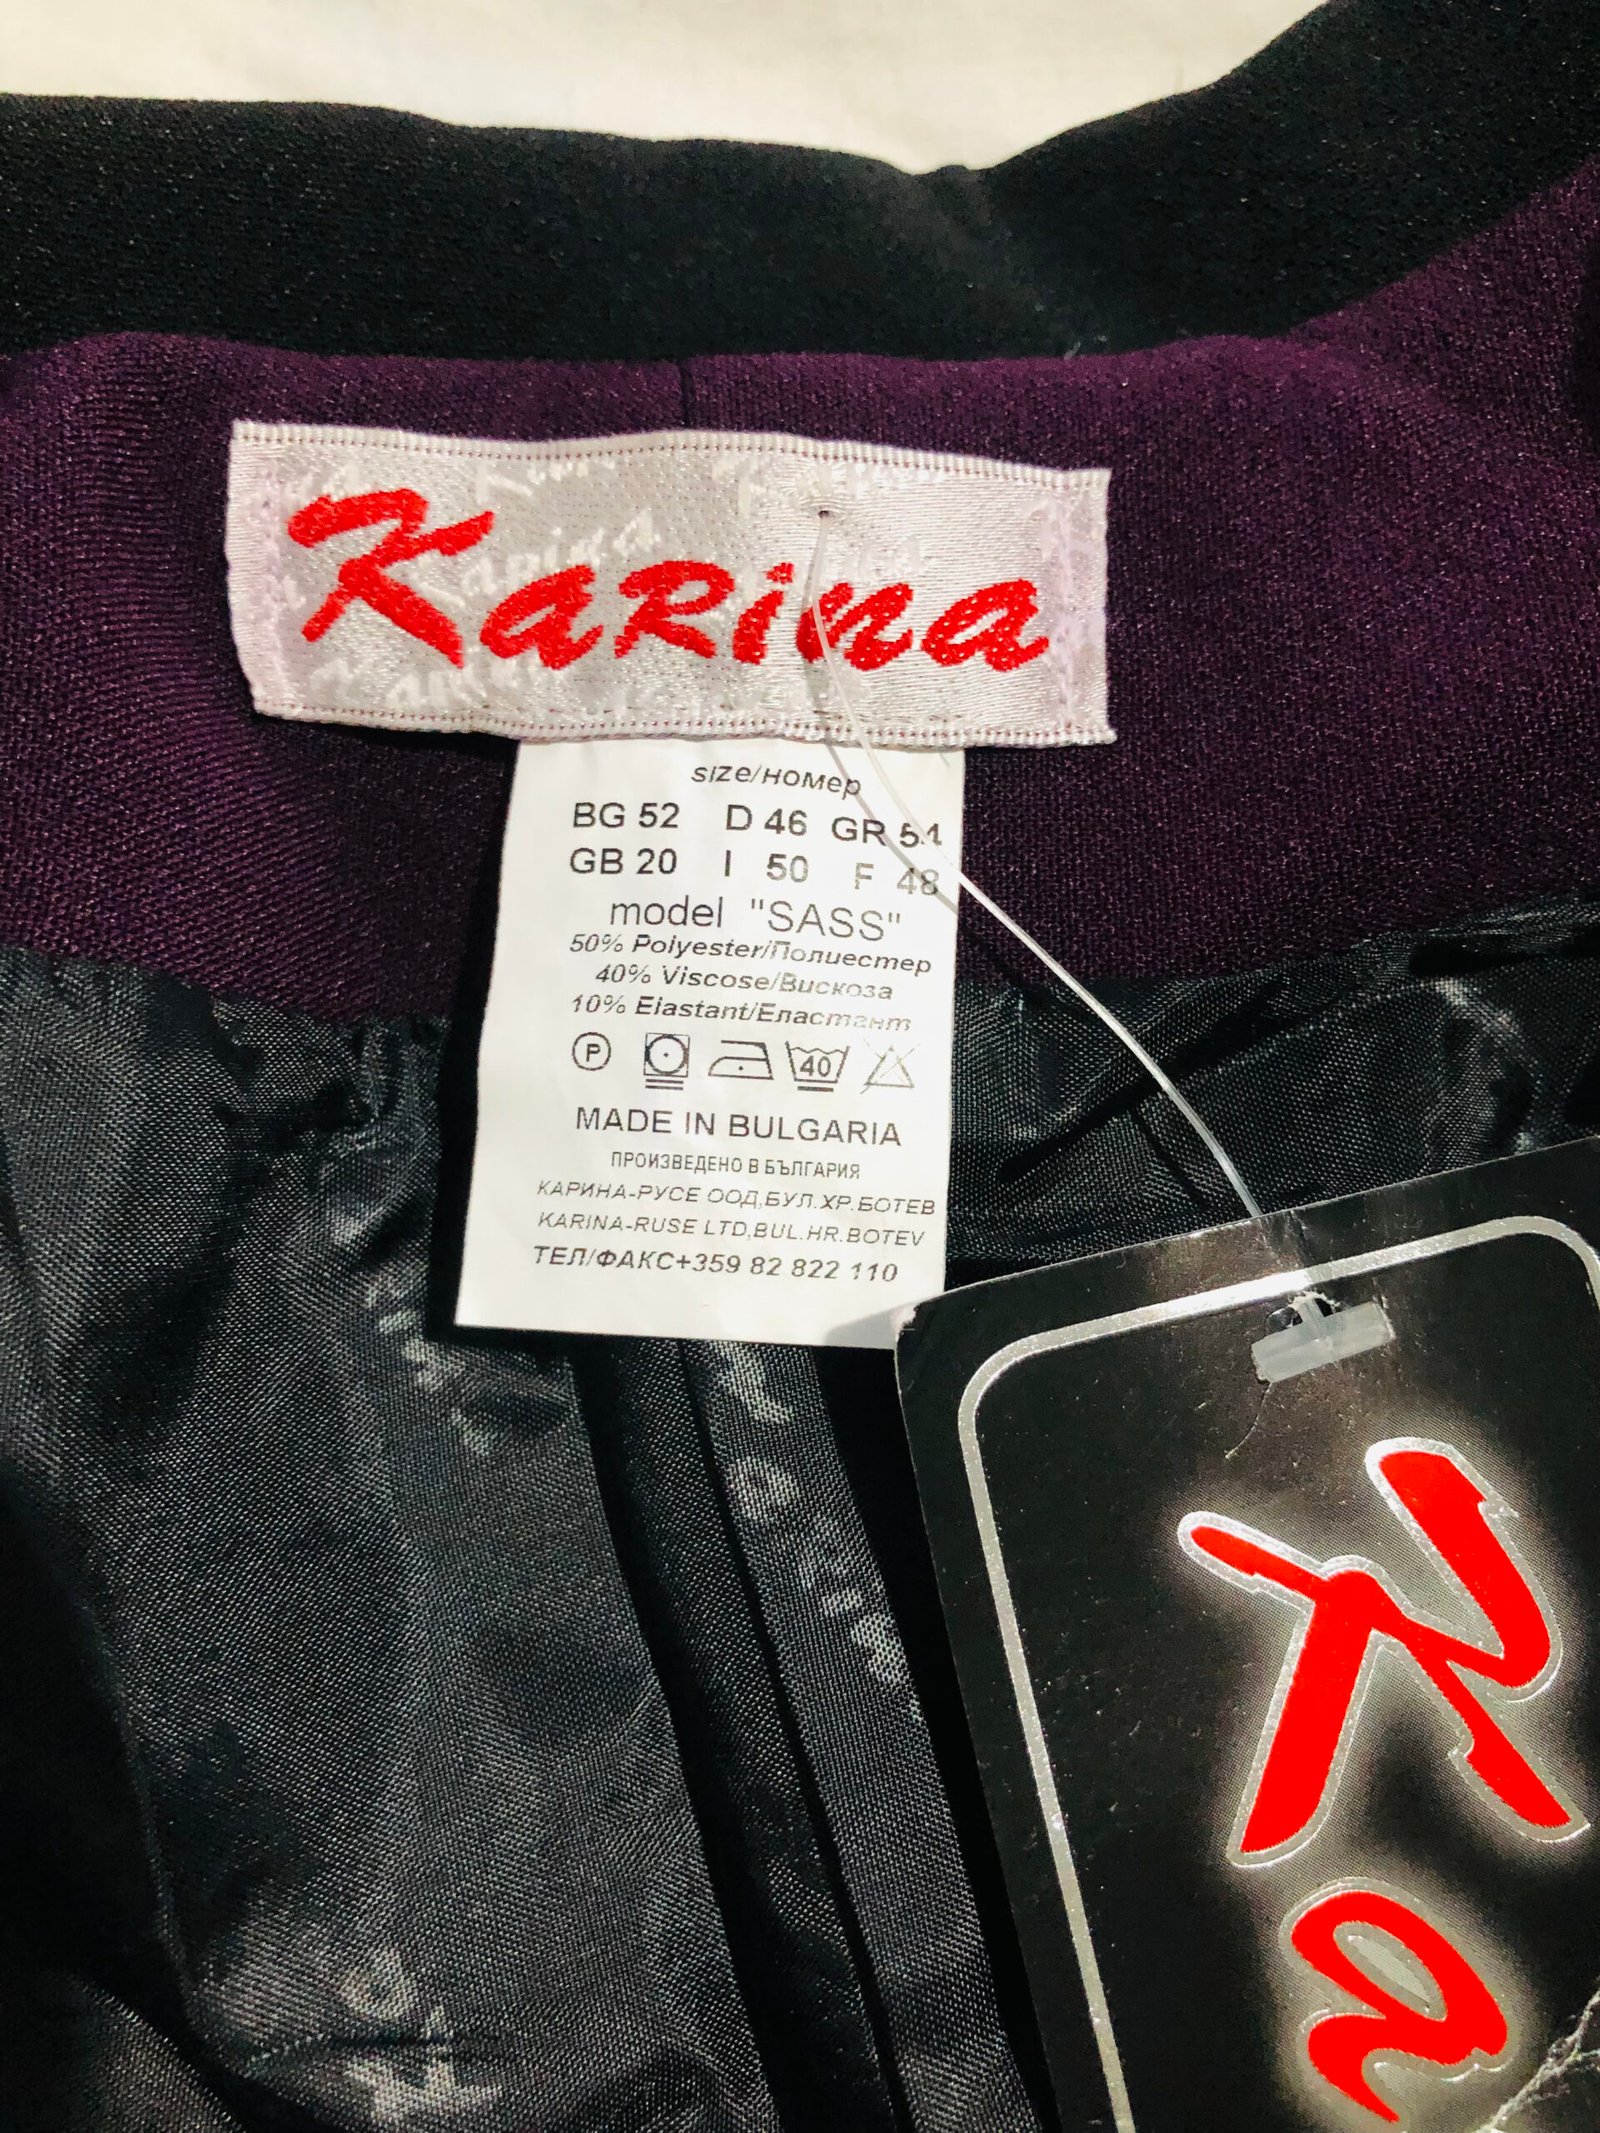 Karina
size/номер
BG 52 D 46 GR 54
GB 20 I 50 F 48
model "SASS"
50% Polyester/Полиестер
40% Viscose/Вискоза
10% Elastant/Еластант
P 40
MADE IN BULGARIA
ПРОИЗВЕДЕНО В БЪЛГАРИЯ
КАРИНА-РУСЕ ООД,БУЛ.ХР.БОТЕВ
KARINA-RUSE LTD,BUL.HR.BOTEV
ТЕЛ/ФАКС+359 82 822 110
Ka